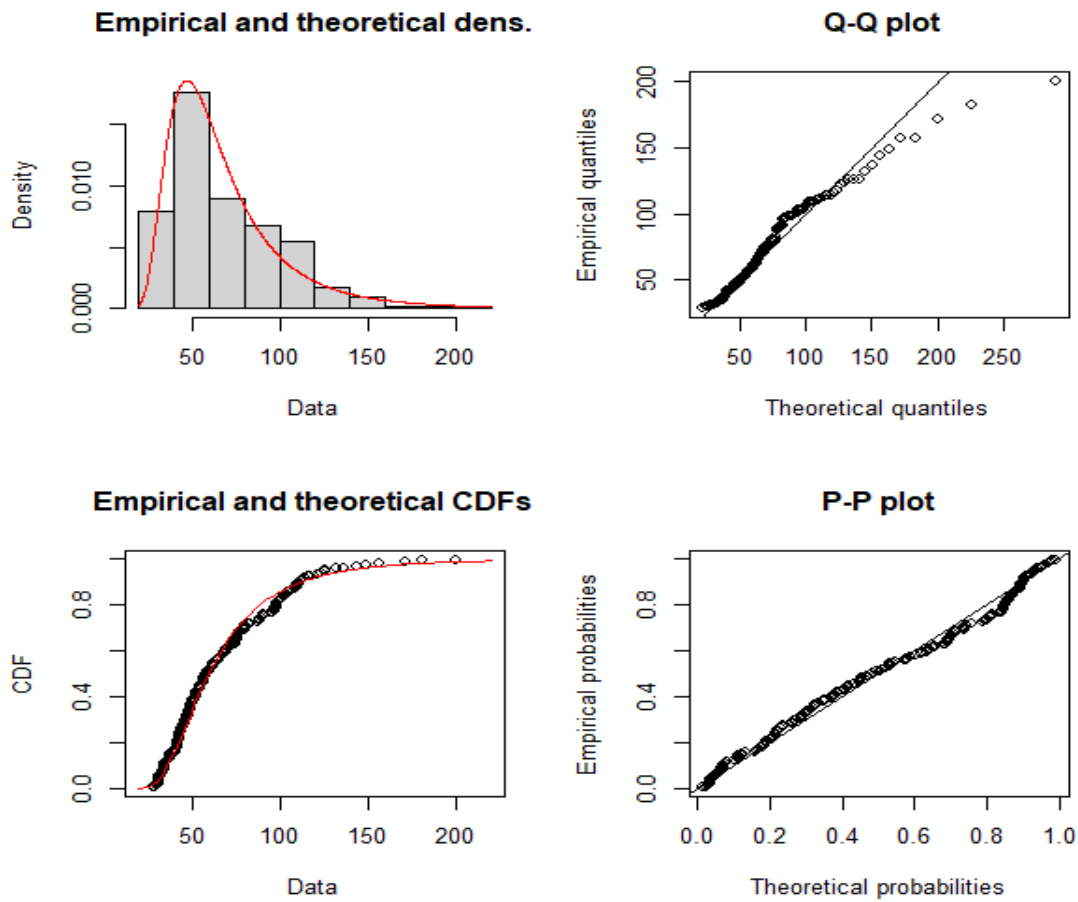 Empirical and theoretical dens.
Density
0.000
0.010
50
100
150
200
Data
Q-Q plot
Empirical quantiles
50
100
150
200
50
100
150
200
250
Theoretical quantiles
Empirical and theoretical CDFs
CDF
0.0
0.4
0.8
50
100
150
200
Data
P-P plot
Empirical probabilities
0.0
0.4
0.8
0.0
0.2
0.4
0.6
0.8
1.0
Theoretical probabilities